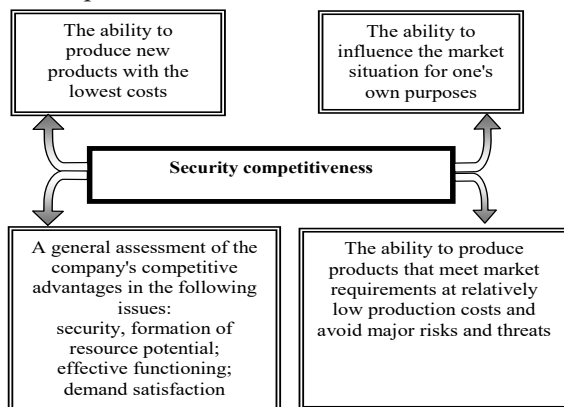 The ability to
produce new
products with the
lowest costs
The ability to
influence the market
situation for one's
own purposes
Security competitiveness
A general assessment of the
company's competitive
advantages in the following
issues:
security, formation of
resource potential;
effective functioning;
demand satisfaction
The ability to produce
products that meet market
requirements at relatively
low production costs and
avoid major risks and threats